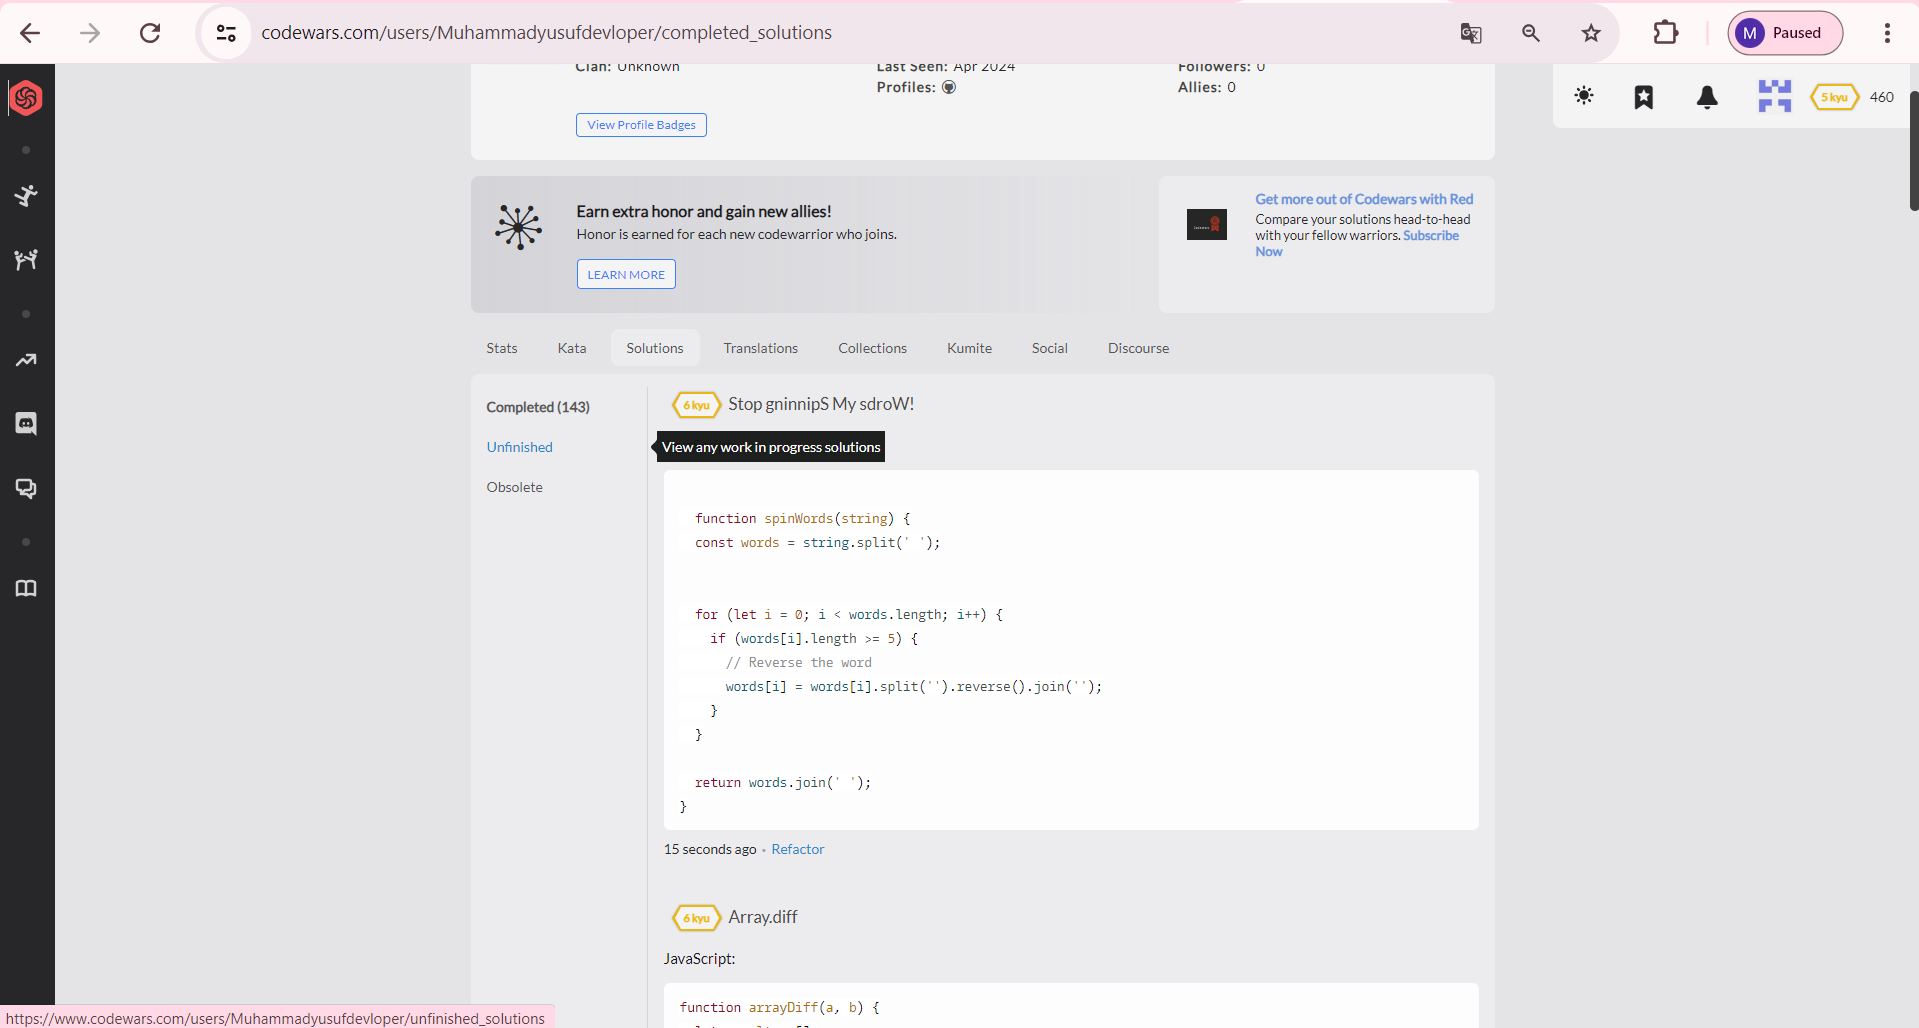 codewars.com/users/Muhammadyusufdevloper/completed_solutions
M Paused
Clan: Unknown
Last Seen: Apr 2024
Followers: 0
Profiles:
Allies: 0
View Profile Badges
5 kyu 460
Earn extra honor and gain new allies!
Honor is earned for each new codewarrior who joins.
LEARN MORE
Get more out of Codewars with Red
Compare your solutions head-to-head
with your fellow warriors. Subscribe
Now
Stats Kata Solutions Translations Collections Kumite Social Discourse
Completed (143)
Unfinished
Obsolete
6 kyu Stop gninnipS My sdroW!
View any work in progress solutions
function spinWords(string) {
const words = string.split(' ');
for (let i = 0; i < words.length; i++) {
if (words[i].length >= 5) {
// Reverse the word
words[i] = words[i].split('').reverse().join('');
}
}
return words.join(' ');
}
15 seconds ago • Refactor
6 kyu Array.diff
JavaScript:
function arrayDiff(a, b) {
https://www.codewars.com/users/Muhammadyusufdevloper/unfinished_solutions